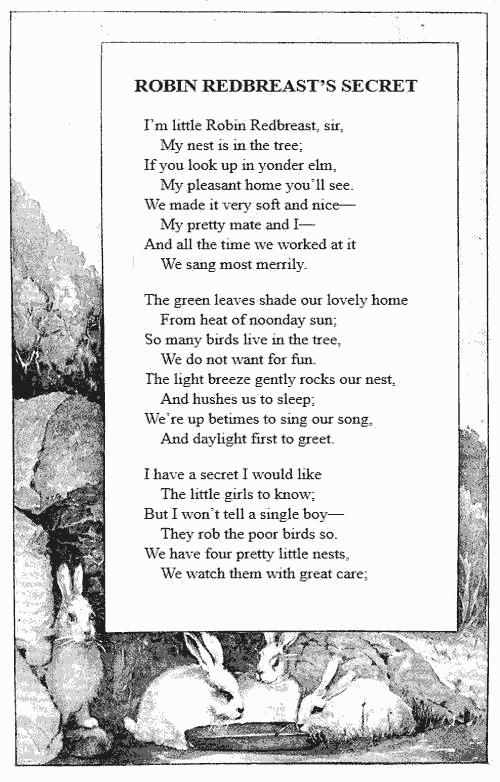 ROBIN REDBREAST'S SECRET
I'm little Robin Redbreast, sir,
My nest is in the tree;
If you look up in yonder elm,
My pleasant home you'll see.
We made it very soft and nice—
My pretty mate and I—
And all the time we worked at it
We sang most merrily.
The green leaves shade our lovely home
From heat of noonday sun;
So many birds live in the tree,
We do not want for fun.
The light breeze gently rocks our nest,
And hushes us to sleep;
We're up betimes to sing our song,
And daylight first to greet.
I have a secret I would like
The little girls to know;
But I won't tell a single boy—
They rob the poor birds so.
We have four pretty little nests,
We watch them with great care;